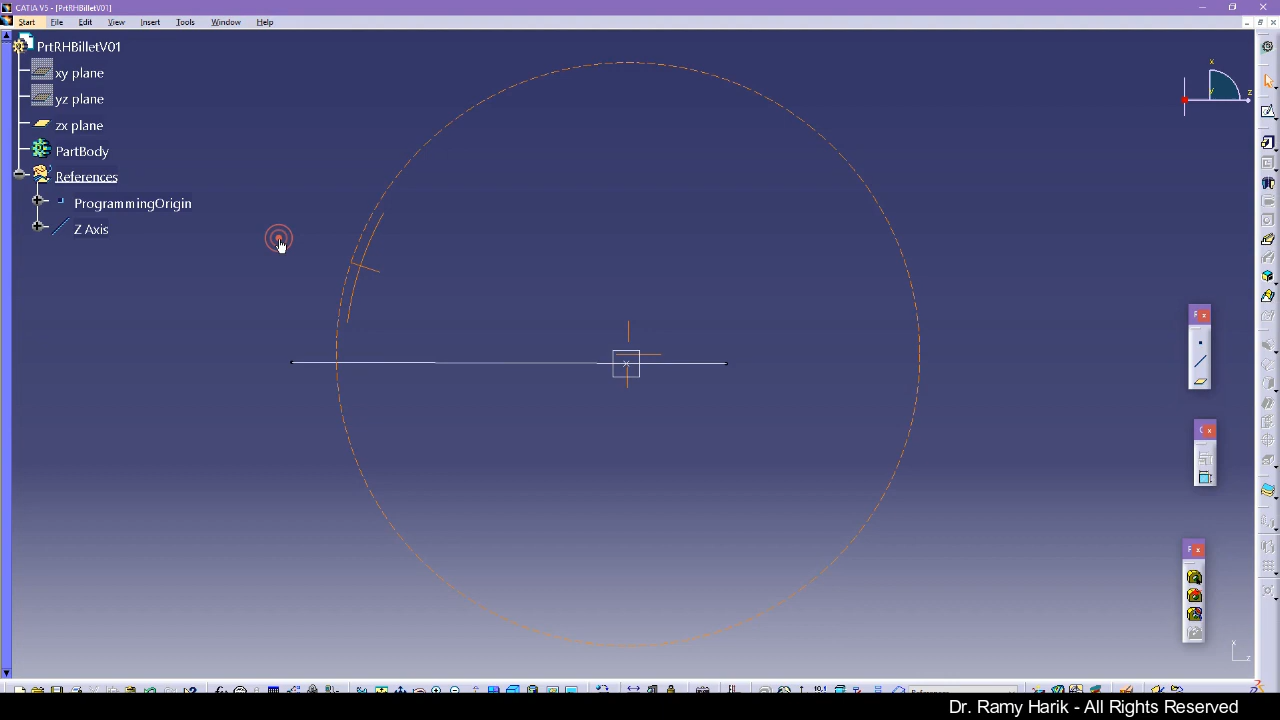 CATIA V5 - [PrtRHBilletV01]
Start File Edit View Insert Tools Window Help
PrtRHBilletV01
xy plane
yz plane
zx plane
PartBody
References
ProgrammingOrigin
Z Axis
x
y
z
x
z
Dr. Ramy Harik - All Rights Reserved